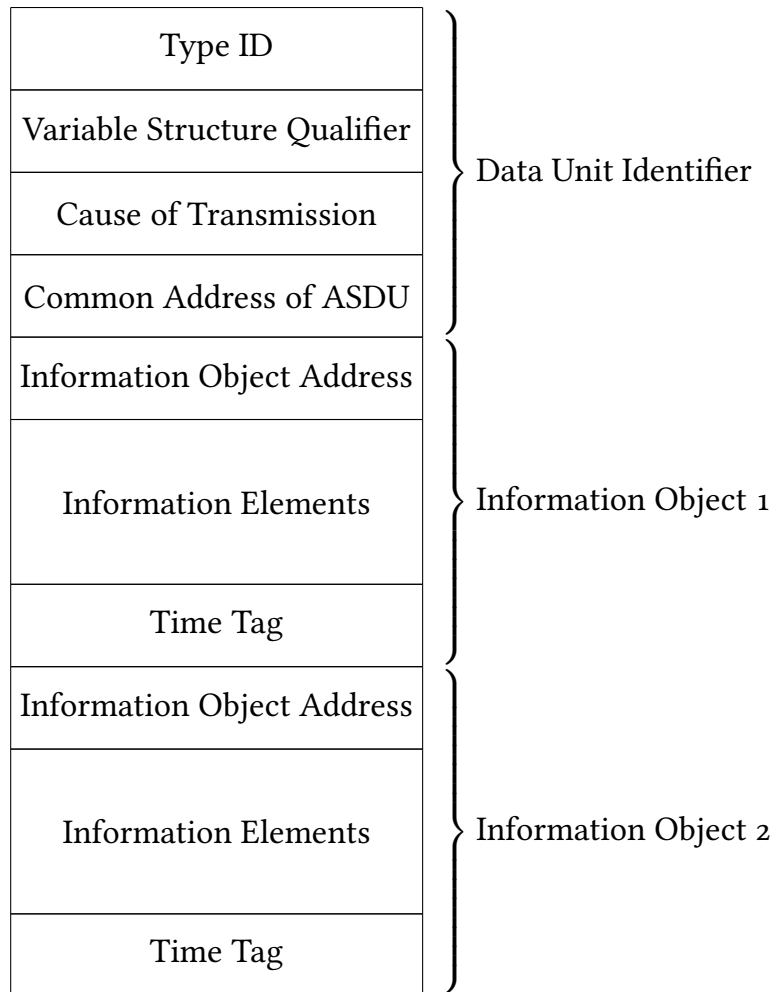 Type ID
Variable Structure Qualifier
Cause of Transmission
Common Address of ASDU
Data Unit Identifier
Information Object Address
Information Elements
Time Tag
Information Object 1
Information Object Address
Information Elements
Time Tag
Information Object 2